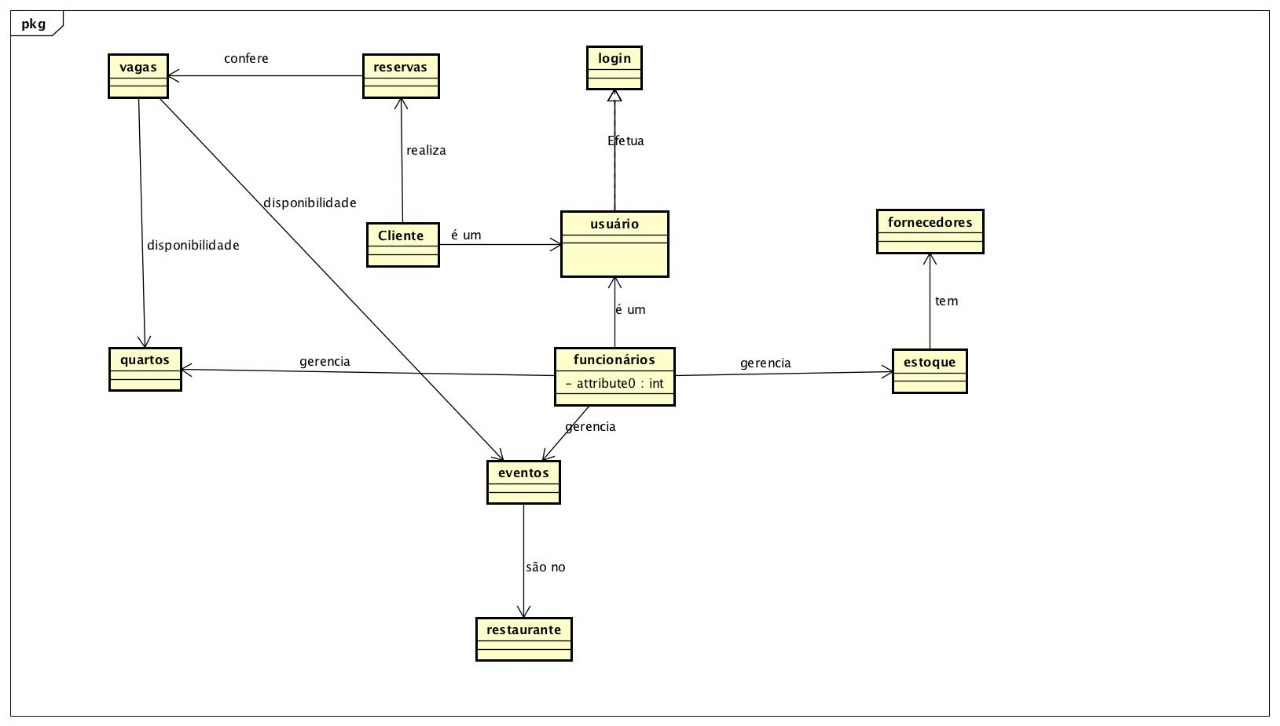 pkg
vagas
confere
reservas
login
Efetua
realiza
disponibilidade
usuário
fornecedores
Cliente
é um
disponibilidade
é um
tem
quartos
gerencia
funcionários
- attribute0 : int
gerencia
estoque
gerencia
eventos
são no
restaurante